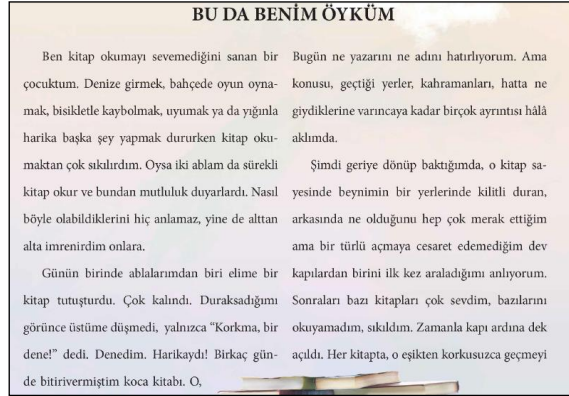 BU DA BENİM ÖYKÜM
Ben kitap okumayı sevemediğini sanan bir
çocuktum. Denize girmek, bahçede oyun oyna-
mak, bisikletle kaybolmak, uyumak ya da yığınla
harika başka şey yapmak dururken kitap oku-
maktan çok sıkılırdım. Oysa iki ablam da sürekli
kitap okur ve bundan mutluluk duyarlardı. Nasıl
böyle olabildiklerini hiç anlamaz, yine de alttan
alta imrenirdim onlara.
Günün birinde ablalarımdan biri elime bir
kitap tutuşturdu. Çok kalındı. Duraksadığımı
görünce üstüme düşmedi, yalnızca “Korkma, bir
dene!” dedi. Denedim. Harikaydı! Birkaç gün-
de bitirivermiştim koca kitabı. O,
Bugün ne yazarını ne adını hatırlıyorum. Ama
konusu, geçtiği yerler, kahramanları, hatta ne
giydiklerine varıncaya kadar birçok ayrıntısı hâlâ
aklımda.
Şimdi geriye dönüp baktığımda, o kitap sa-
yesinde beynimin bir yerlerinde kilitli duran,
arkasında ne olduğunu hep çok merak ettiğim
ama bir türlü açmaya cesaret edemediğim dev
kapılardan birini ilk kez araladığımı anlıyorum.
Sonraları bazı kitapları çok sevdim, bazılarını
okuyamadım, sıkıldım. Zamanla kapı ardına dek
açıldı. Her kitapta, o eşikten korkusuzca geçmeyi